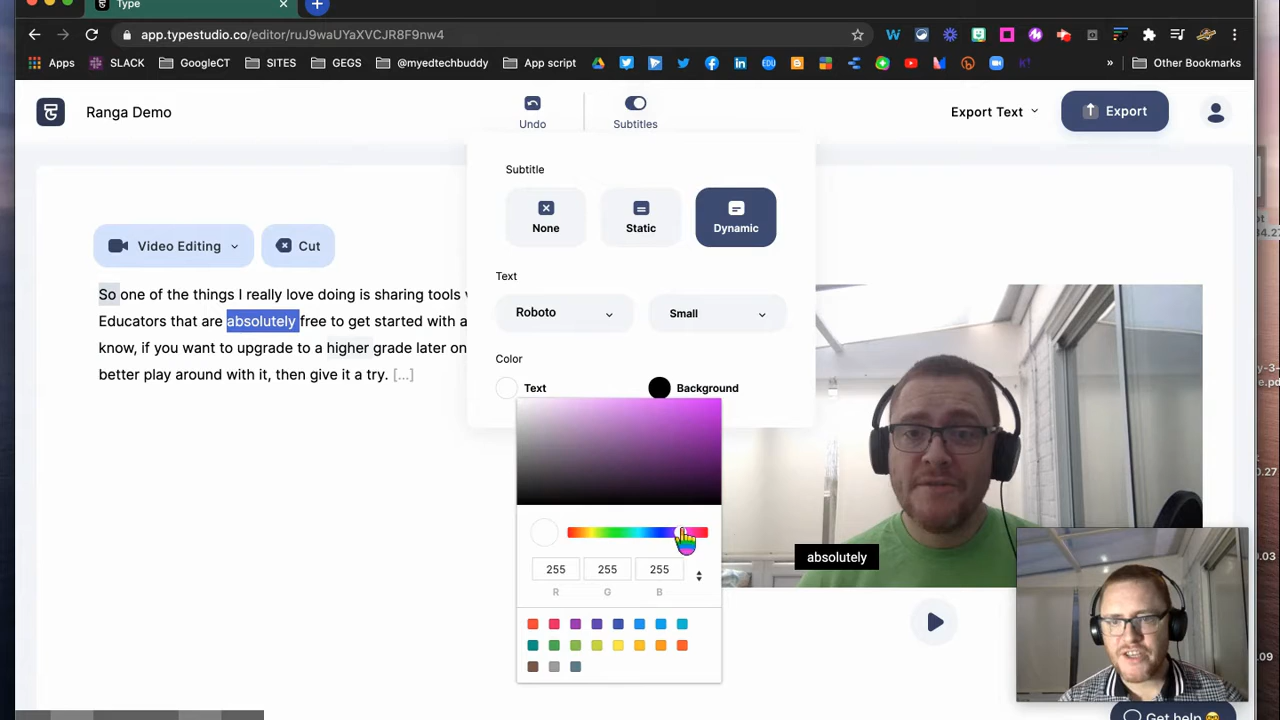 Type
app.typestudio.co/editor/ruJ9waUYaXVCJR8F9nw4
Apps SLACK GoogleCT SITES GEGS @myedtechbuddy App script » Other Bookmarks
Ranga Demo
Undo
Subtitles
Export Text
Export
Subtitle
None
Static
Dynamic
Video Editing
Cut
So one of the things I really love doing is sharing tools
Educators that are absolutely free to get started with a
know, if you want to upgrade to a higher grade later on
better play around with it, then give it a try. [...]
Text
Roboto
Small
Color
Text
Background
255 255 255
R G B
absolutely
Get help